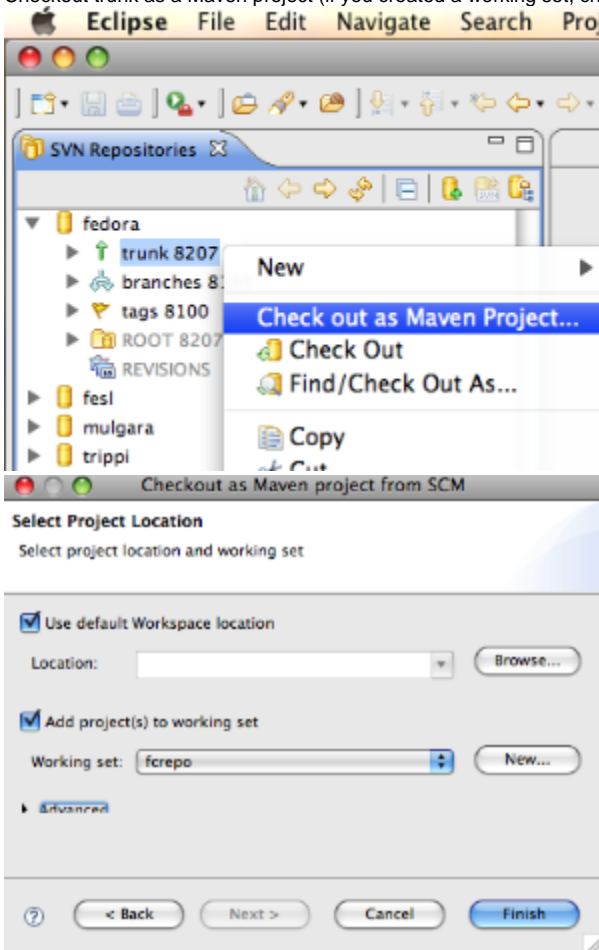 Checkout trunk as a Maven project (if you created a working set,
Eclipse File Edit Navigate Search Proj
SVN Repositories
fedora
trunk 8207
branches 8
tags 8100
ROOT 8207
REVISIONS
fesl
mulgara
trippi
New
Check out as Maven Project...
Check Out
Find/Check Out As...
Copy
Cut
Checkout as Maven project from SCM
Select Project Location
Select project location and working set
Use default Workspace location
Location:
Browse...
Add project(s) to working set
Working set: fcrepo
New...
Advanced
< Back Next > Cancel Finish